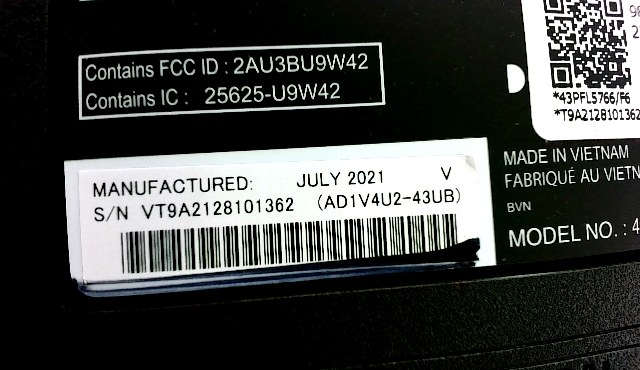 Contains FCC ID : 2AU3BU9W42
Contains IC : 25625-U9W42
*43PFL5766/F6
*T9A2128101362
MANUFACTURED: JULY 2021 V
S/N VT9A2128101362 (AD1V4U2-43UB)
MADE IN VIETNAM
FABRIQUÉ AU VIETN
BVN
MODEL NO. : 4